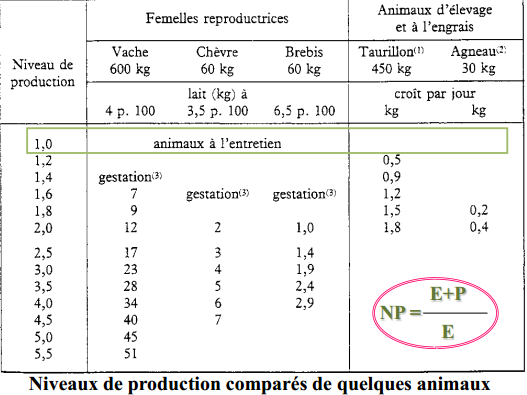 Niveau de production	Femelles reproductrices	Animaux d'élevage et à l'engrais
Vache 600 kg	Chèvre 60 kg	Brebis 60 kg	Taurillon(1) 450 kg	Agneau(2) 30 kg
lait (kg) à	croît par jour
4 p. 100	3,5 p. 100	6,5 p. 100	kg	kg
1,0	animaux à l'entretien
1,2	0,5
1,4	gestation(3)	0,9
1,6	7	gestation(3)	gestation(3)	1,2
1,8	9	1,5	0,2
2,0	12	2	1,0	1,8	0,4
2,5	17	3	1,4
3,0	23	4	1,9
3,5	28	5	2,4
4,0	34	6	2,9
4,5	40	7
5,0	45
5,5	51
NP = E+P / E
Niveaux de production comparés de quelques animaux